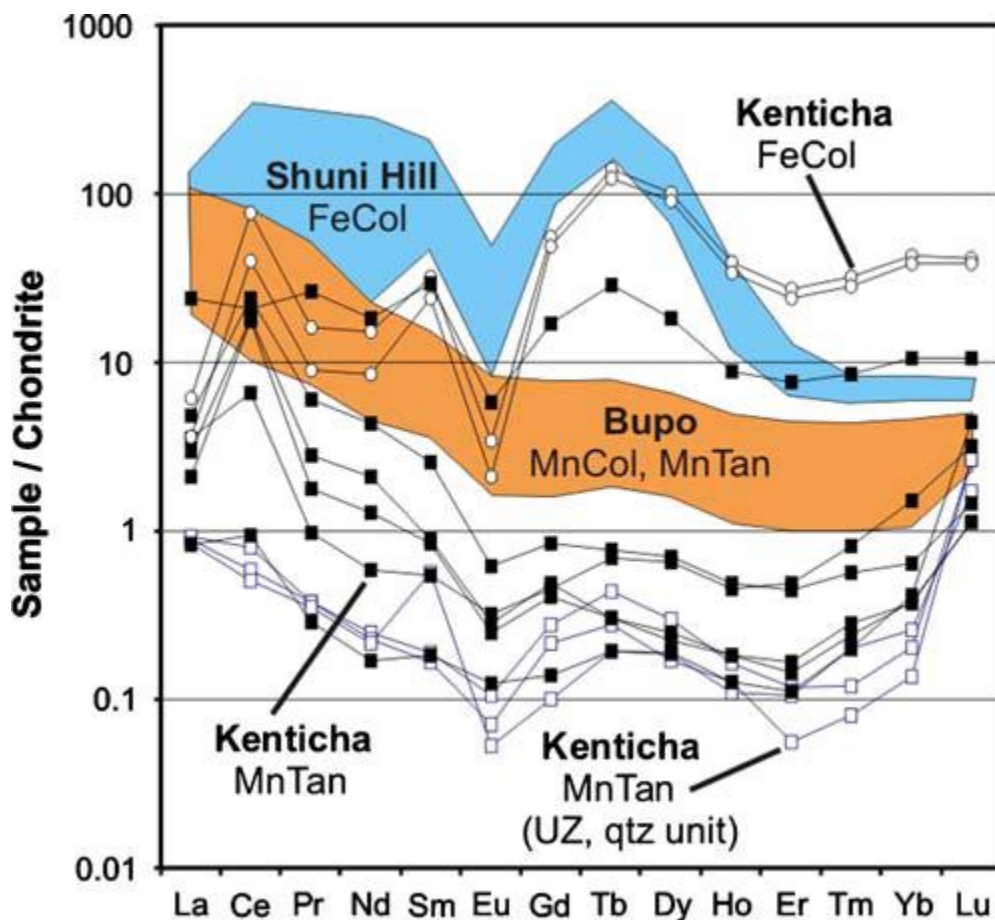 1000
100
10
1
0.1
0.01
Sample / Chondrite
Shuni Hill
FeCol
Kenticha
FeCol
Bupo
MnCol, MnTan
Kenticha
MnTan
Kenticha
MnTan
(UZ, qtz unit)
La Ce Pr Nd Sm Eu Gd Tb Dy Ho Er Tm Yb Lu